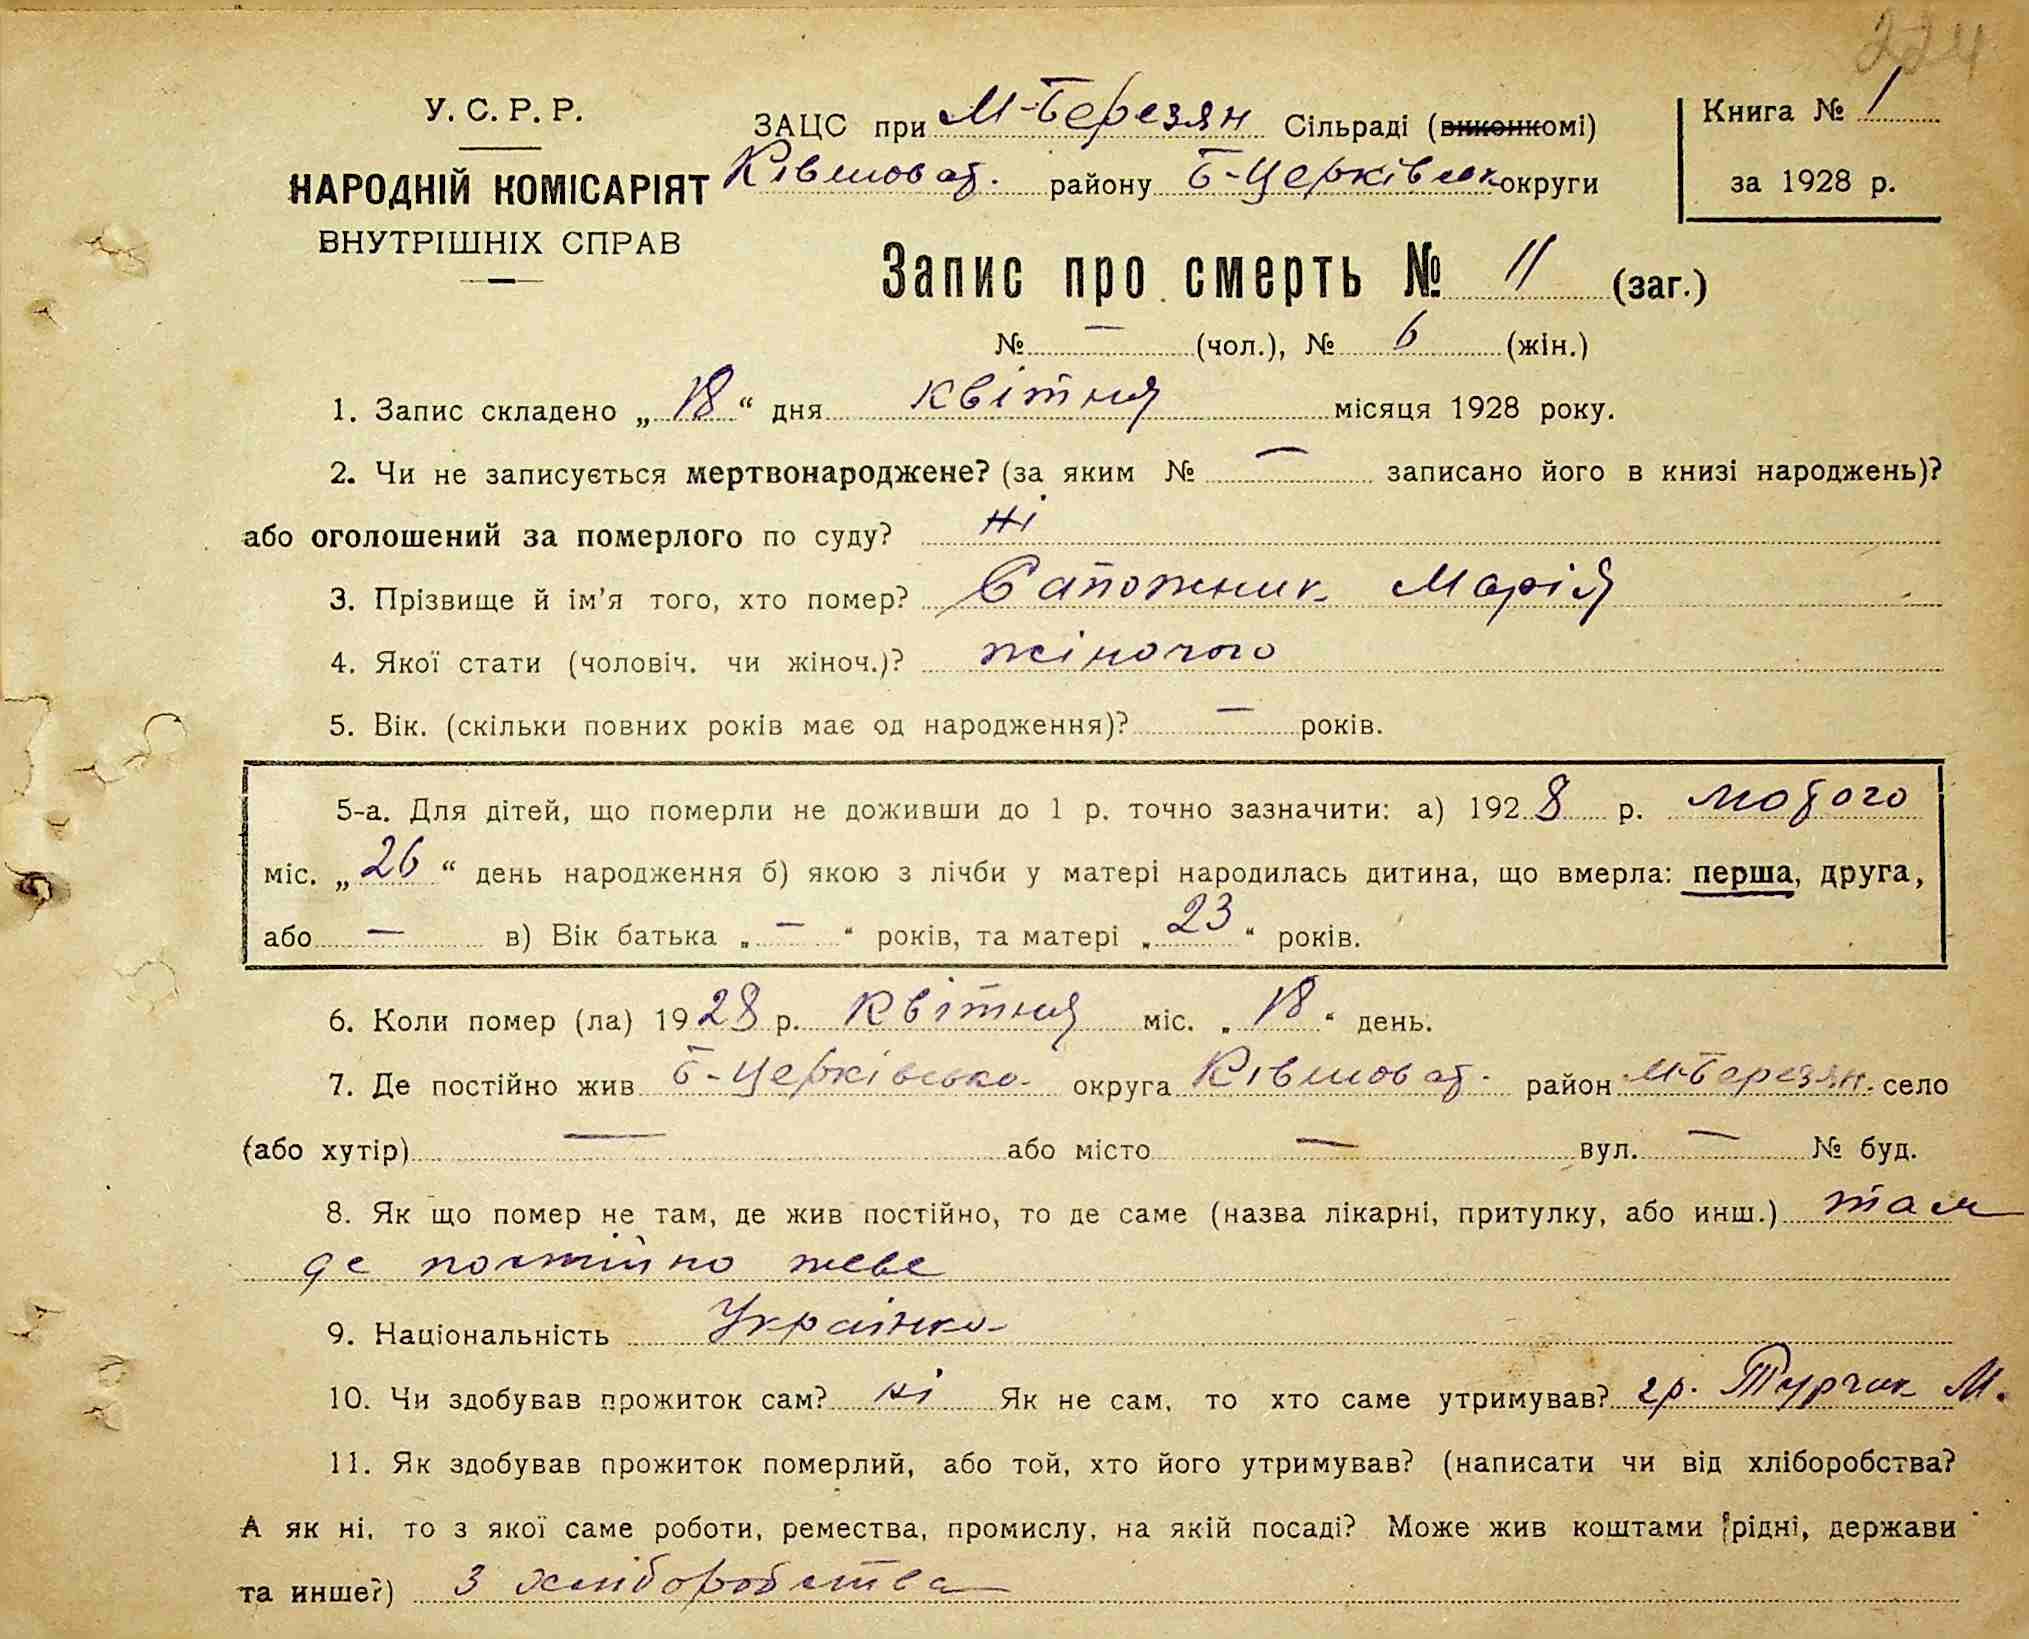 224
У. С. Р. Р.
НАРОДНІЙ КОМІСАРІЯТ
ВНУТРІШНІХ СПРАВ
ЗАЦС при М-Березян Сільраді (виконкомі)
Ківшоват. району Б-Церківськ округи
Книга № 1
за 1928 р.
Запис про смерть № 11 (заг.)
№ — (чол.), № 6 (жін.)
1. Запис складено „18“ дня квітня місяця 1928 року.
2. Чи не записується мертвонароджене? (за яким № — записано його в книзі народжень)?
або оголошений за померлого по суду? ні
3. Прізвище й ім'я того, хто помер? Сапожник Марія
4. Якої стати (чоловіч. чи жіноч.)? жіночого
5. Вік. (скільки повних років має од народження)? — років.
5-а. Для дітей, що померли не доживши до 1 р. точно зазначити: а) 1928 р. лютого
міс. „26“ день народження б) якою з лічби у матері народилась дитина, що вмерла: перша, друга,
або — в) Вік батька „—“ років, та матері „23“ років.
6. Коли помер (ла) 1928 р. Квітня міс. „18“ день.
7. Де постійно жив Б-Церківська округа Ківшоват. район М-Березян. село
(або хутір) — або місто — вул. — № буд.
8. Як що помер не там, де жив постійно, то де саме (назва лікарні, притулку, або инш.) там
де постійно живе
9. Національність Українка
10. Чи здобував прожиток сам? ні Як не сам, то хто саме утримував? гр. Турчик М.
11. Як здобував прожиток померлий, або той, хто його утримував? (написати чи від хліборобства?
А як ні, то з якої саме роботи, ремества, промислу, на якій посаді? Може жив коштами рідні, держави
та инше?) З хліборобства